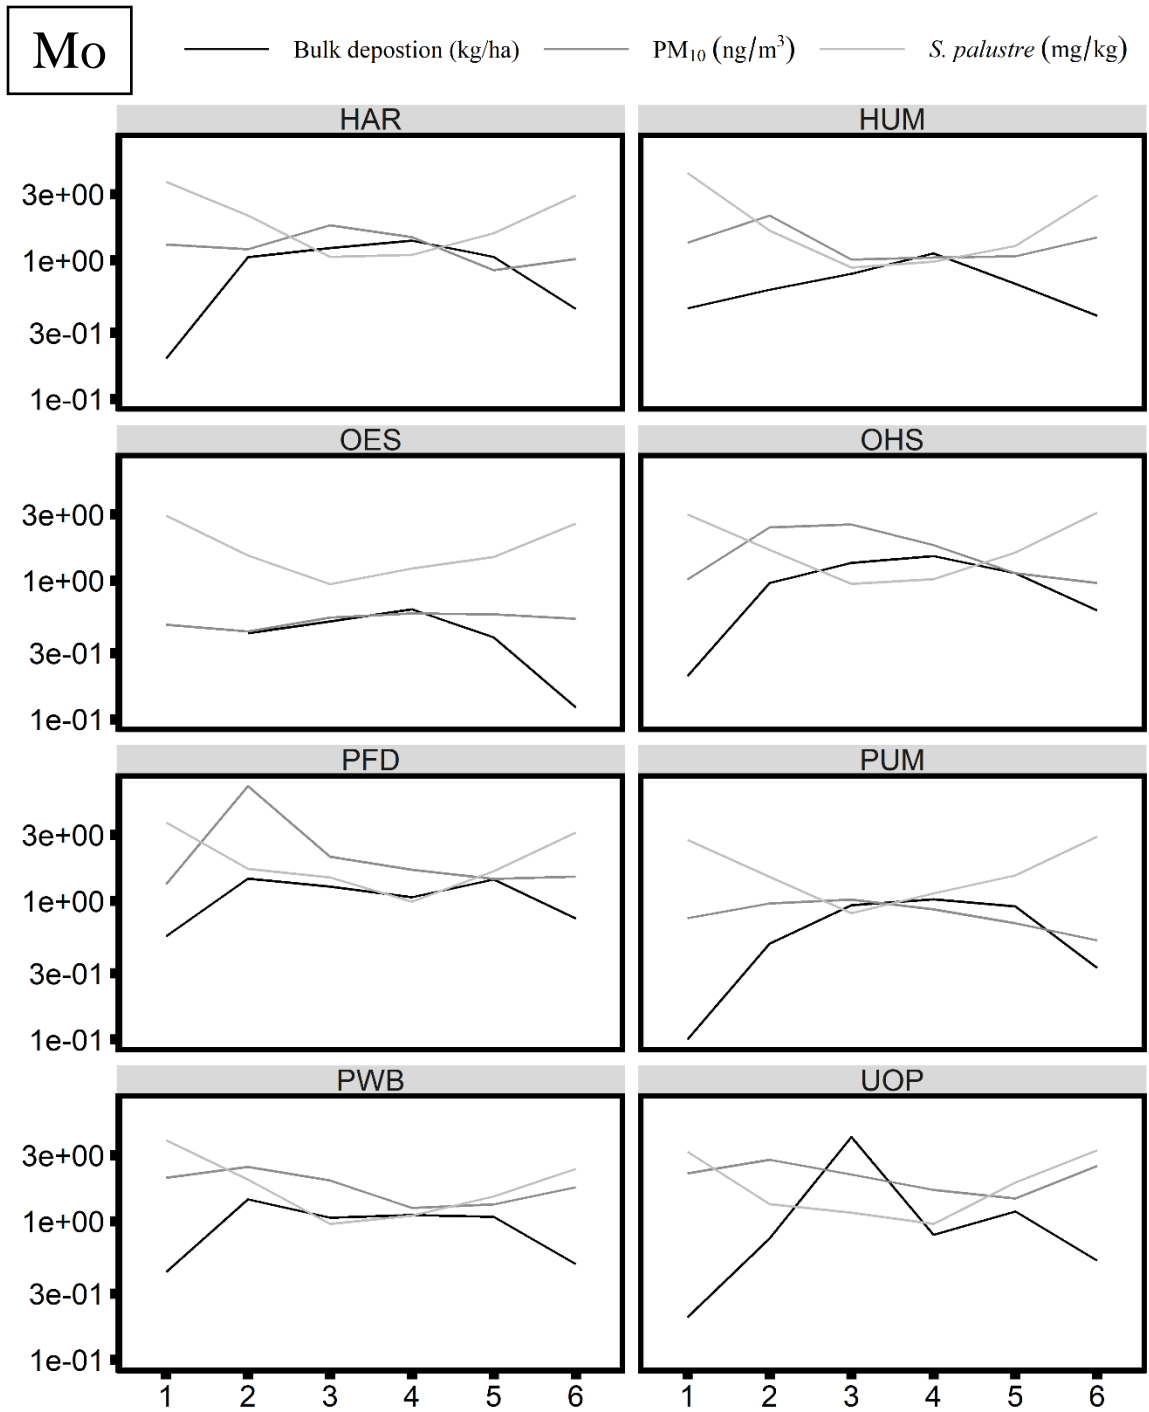 Mo
Bulk depostion (kg/ha) PM₁₀ (ng/m³) S. palustre (mg/kg)
HAR HUM
3e+00
1e+00
3e-01
1e-01
OES OHS
3e+00
1e+00
3e-01
1e-01
PFD PUM
3e+00
1e+00
3e-01
1e-01
PWB UOP
3e+00
1e+00
3e-01
1e-01
1 2 3 4 5 6 1 2 3 4 5 6